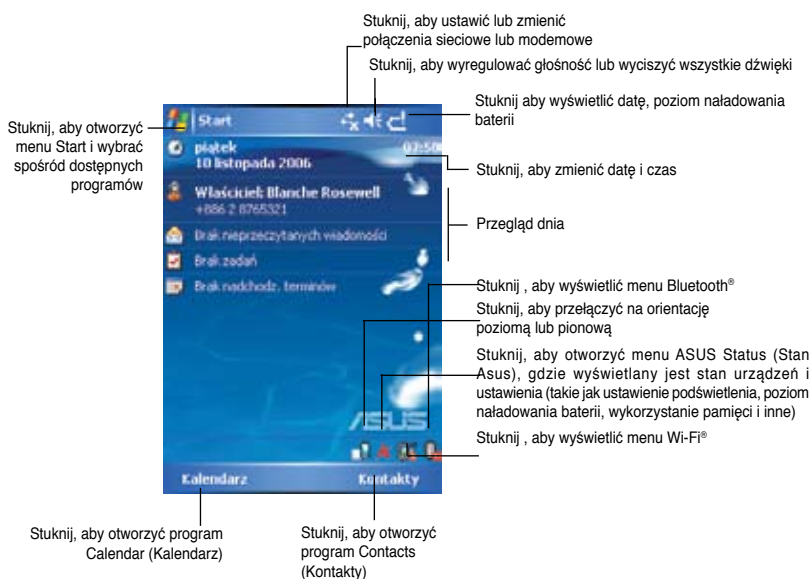 Stuknij, aby ustawić lub zmienić
połączenia sieciowe lub modemowe
Stuknij, aby wyregulować głośność lub wyciszyć wszystkie dźwięki
Stuknij aby wyświetlić datę, poziom naładowania
baterii
Stuknij, aby otworzyć
menu Start i wybrać
spośród dostępnych
programów
Start
piątek
07:50
10 listopada 2006
Stuknij, aby zmienić datę i czas
Właściciel: Blanche Rosewell
+886 2 8765321
Przegląd dnia
Brak nieprzeczytanych wiadomości
Brak zadań
Brak nadchodz. terminów
Stuknij , aby wyświetlić menu Bluetooth®
Stuknij, aby przełączyć na orientację
poziomą lub pionową
Stuknij, aby otworzyć menu ASUS Status (Stan
Asus), gdzie wyświetlany jest stan urządzeń i
ustawienia (takie jak ustawienie podświetlenia, poziom
naładowania baterii, wykorzystanie pamięci i inne)
ASUS
Stuknij , aby wyświetlić menu Wi-Fi®
Kalendarz
Kontakty
Stuknij, aby otworzyć program
Calendar (Kalendarz)
Stuknij, aby otworzyć
program Contacts
(Kontakty)